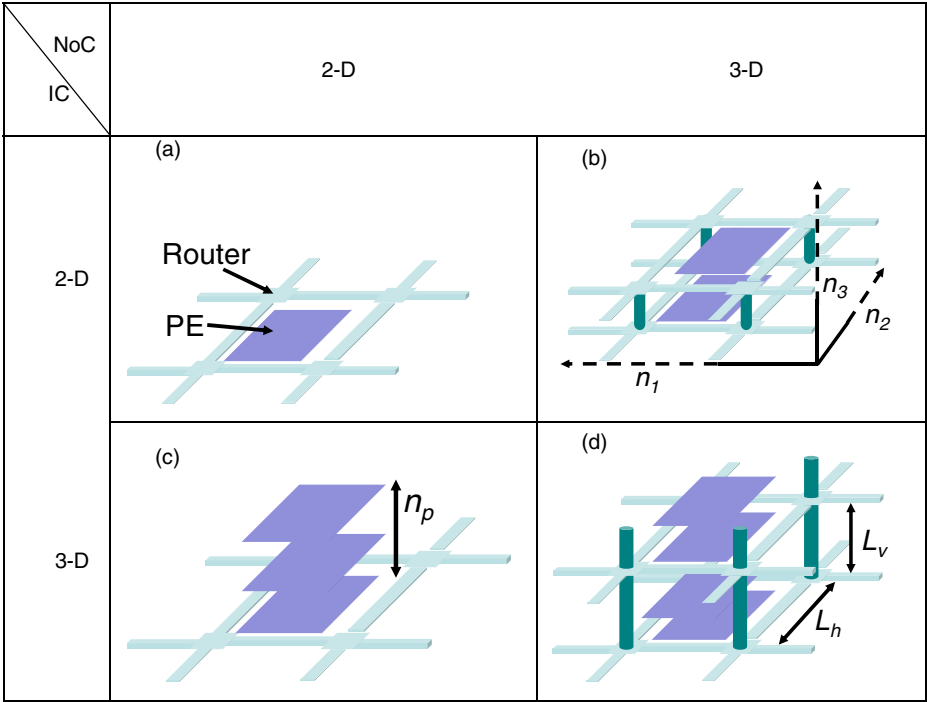 NoC
IC
2-D
3-D
2-D
(a)
Router
PE
(b)
n3
n2
n1
3-D
(c)
np
(d)
Lv
Lh